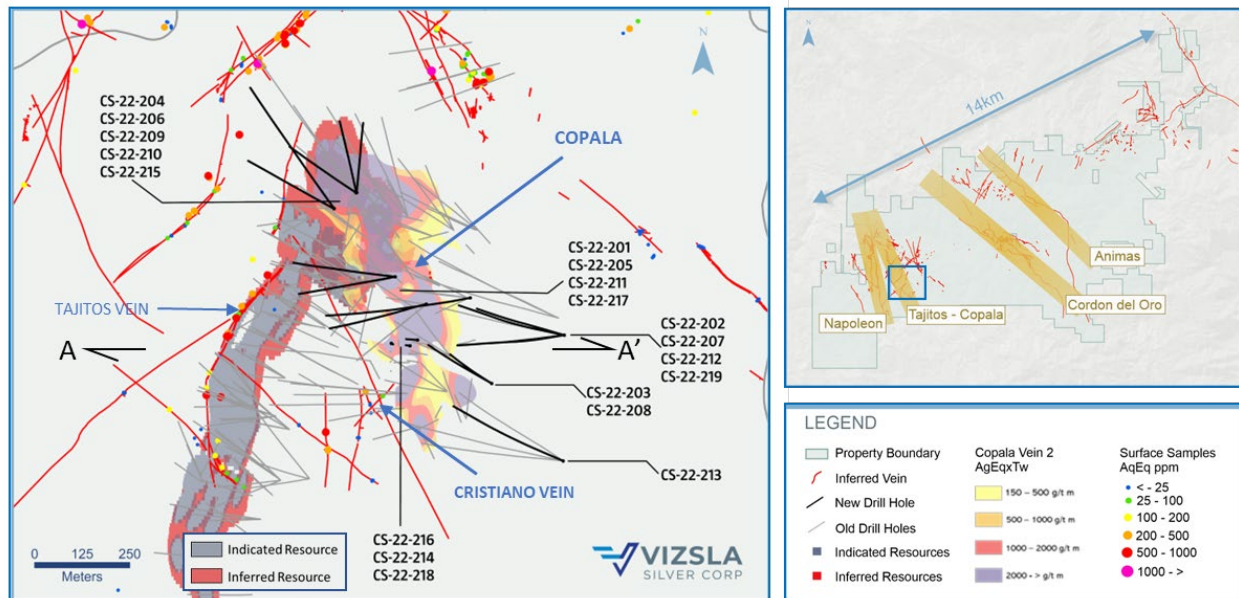 N
CS-22-204
CS-22-206
CS-22-209
CS-22-210
CS-22-215
COPALA
CS-22-201
CS-22-205
CS-22-211
CS-22-217
TAJITOS VEIN
A
A'
CS-22-202
CS-22-207
CS-22-212
CS-22-219
CS-22-203
CS-22-208
CS-22-213
CRISTIANO VEIN
CS-22-216
CS-22-214
CS-22-218
0 125 250
Meters
Indicated Resource
Inferred Resource
VIZSLA
SILVER CORP
N
14km
Animas
Cordon del Oro
Tajitos - Copala
Napoleon
LEGEND
Property Boundary
Inferred Vein
New Drill Hole
Old Drill Holes
Indicated Resources
Inferred Resources
Copala Vein 2
AgEqxTw
150 – 500 g/t m
500 – 1000 g/t m
1000 – 2000 g/t m
2000 - > g/t m
Surface Samples
AqEq ppm
< - 25
25 - 100
100 - 200
200 - 500
500 - 1000
1000 - >